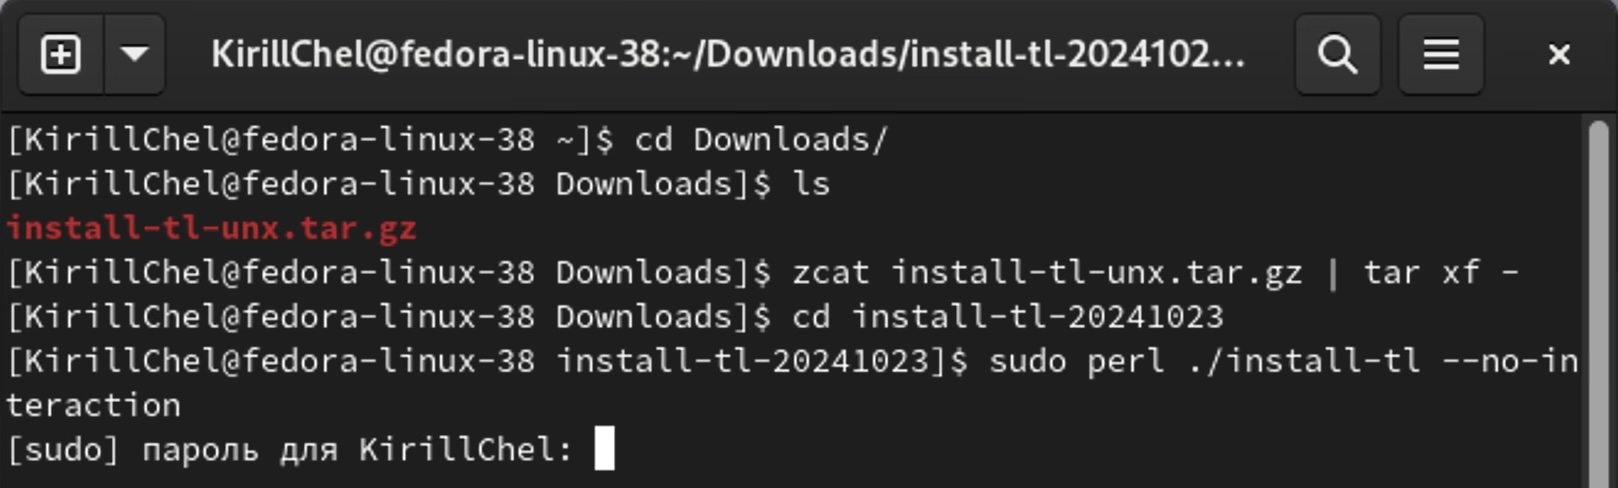 KirillChel@fedora-linux-38:~/Downloads/install-tl-2024102...
[KirillChel@fedora-linux-38 ~]$ cd Downloads/
[KirillChel@fedora-linux-38 Downloads]$ ls
install-tl-unx.tar.gz
[KirillChel@fedora-linux-38 Downloads]$ zcat install-tl-unx.tar.gz | tar xf -
[KirillChel@fedora-linux-38 Downloads]$ cd install-tl-20241023
[KirillChel@fedora-linux-38 install-tl-20241023]$ sudo perl ./install-tl --no-in
teraction
[sudo] пароль для KirillChel: